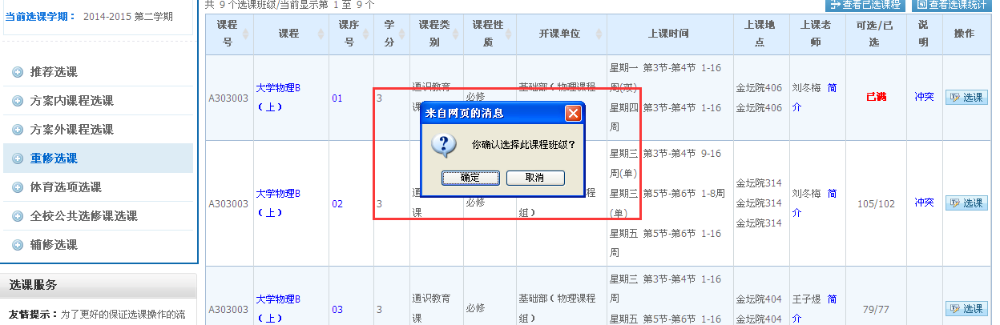 当前选课学期： 2014-2015 第二学期
推荐选课
方案内课程选课
方案外课程选课
重修选课
体育选项选课
全校公共选修课选课
辅修选课
选课服务
友情提示：为了更好的保证选课操作的流
共 9 个选课班级/当前显示第 1 至 9 个
查看已选课程 查看选课统计
课程号 课程 课序号 学分 课程类别 课程性质 开课单位 上课时间 上课地点 上课老师 可选/已选 说明 操作
A303003
大学物理B
（上）
01
3
通识教育
必修
基础部（物理课程
星期一 第3节-第4节 1-16
星期四 第3节-第4节 1-16
周
金坛院406
金坛院406
刘冬梅 简
介
已满
冲突
选课
来自网页的消息
你确认选择此课程班级？
确定 取消
A303003
大学物理B
（上）
02
3
课
必修
程
组）
星期三 第3节-第4节 9-16
周(单)
星期三 第5节-第6节 1-8周
(单)
星期五 第5节-第6节 1-16
周
金坛院314
金坛院314
金坛院314
刘冬梅 简
介
105/102
冲突
选课
A303003
大学物理B
（上）
03
3
通识教育
课
必修
基础部（物理课程
组）
星期三 第3节-第4节 1-16
周
星期五 第5节-第6节 1-16
金坛院404
金坛院404
王子煜 简
介
79/77
选课